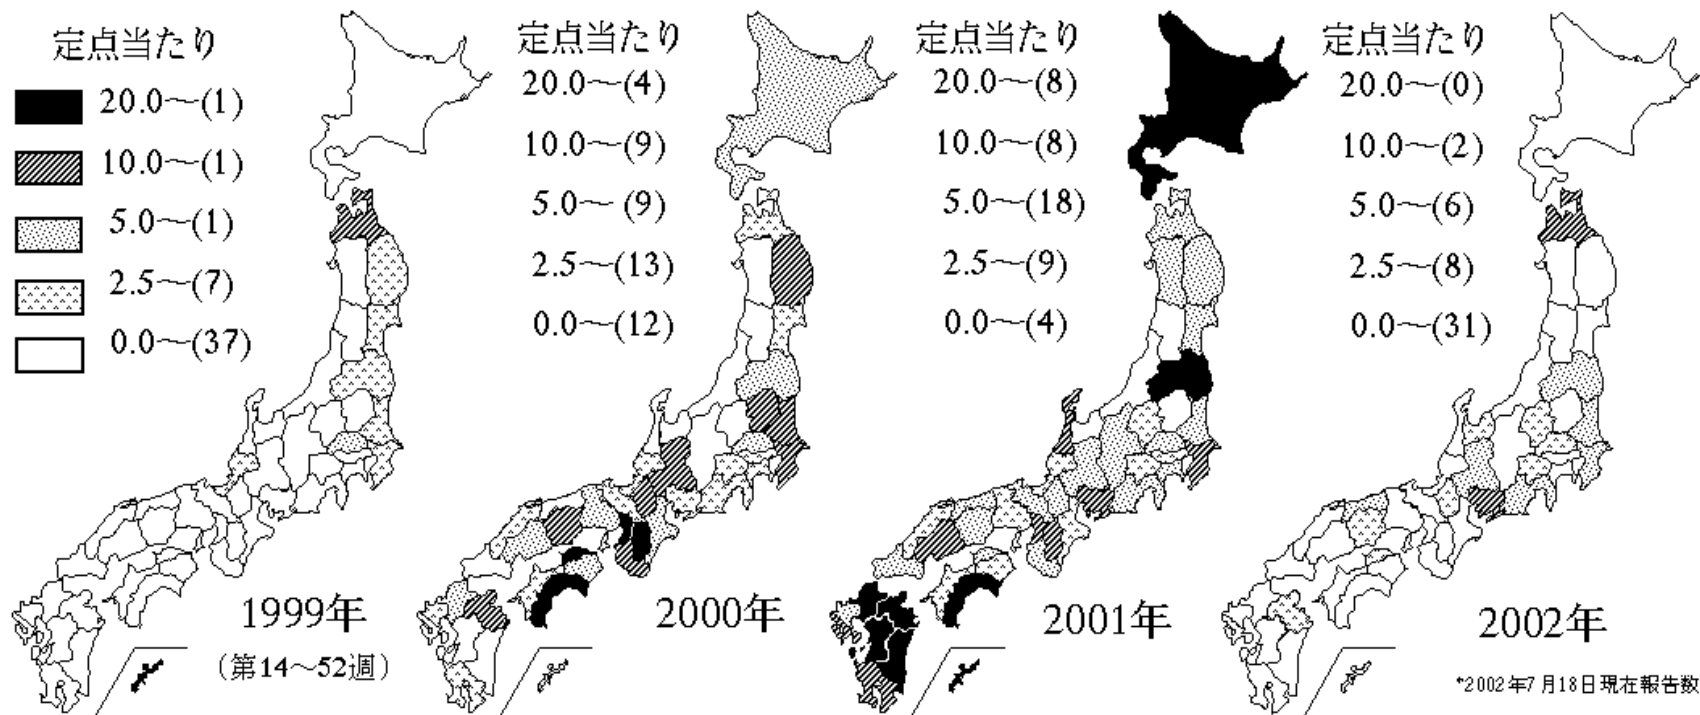 定点当たり
20.0～(1)
10.0～(1)
5.0～(1)
2.5～(7)
0.0～(37)
1999年
（第14～52週）
定点当たり
20.0～(4)
10.0～(9)
5.0～ (9)
2.5～(13)
0.0～(12)
2000年
定点当たり
20.0～(8)
10.0～(8)
5.0～(18)
2.5～(9)
0.0～(4)
2001年
定点当たり
20.0～(0)
10.0～(2)
5.0～(6)
2.5～(8)
0.0～(31)
2002年
*2002年7月18日現在報告数